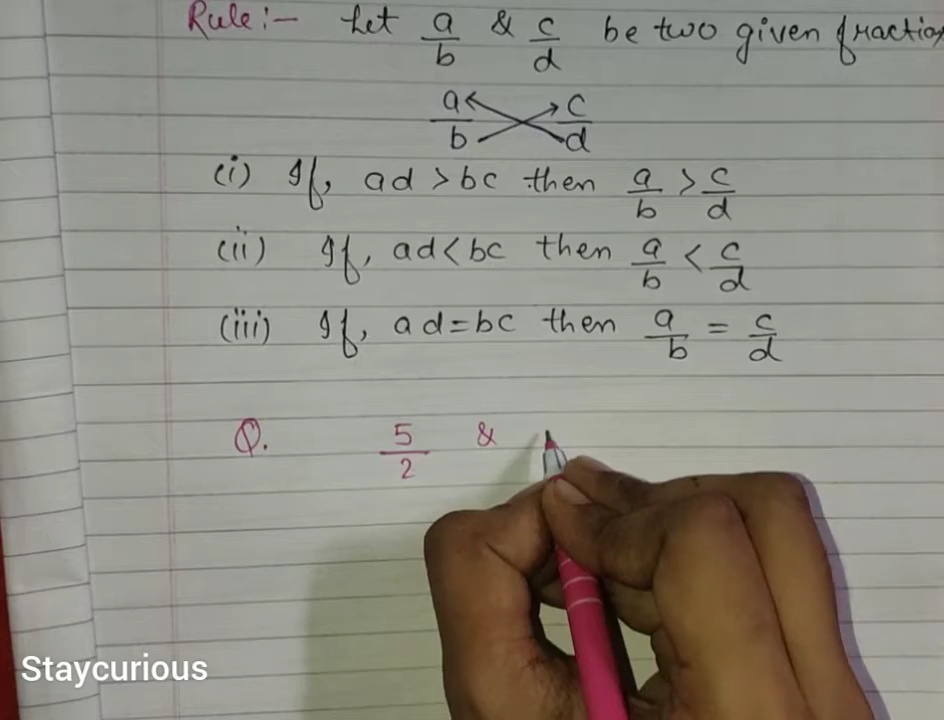 Rule:- Let a/b & c/d be two given fraction
a/b c/d
(i) If, ad > bc then a/b > c/d
(ii) If, ad < bc then a/b < c/d
(iii) If, ad = bc then a/b = c/d
Q. 5/2 &
Staycurious